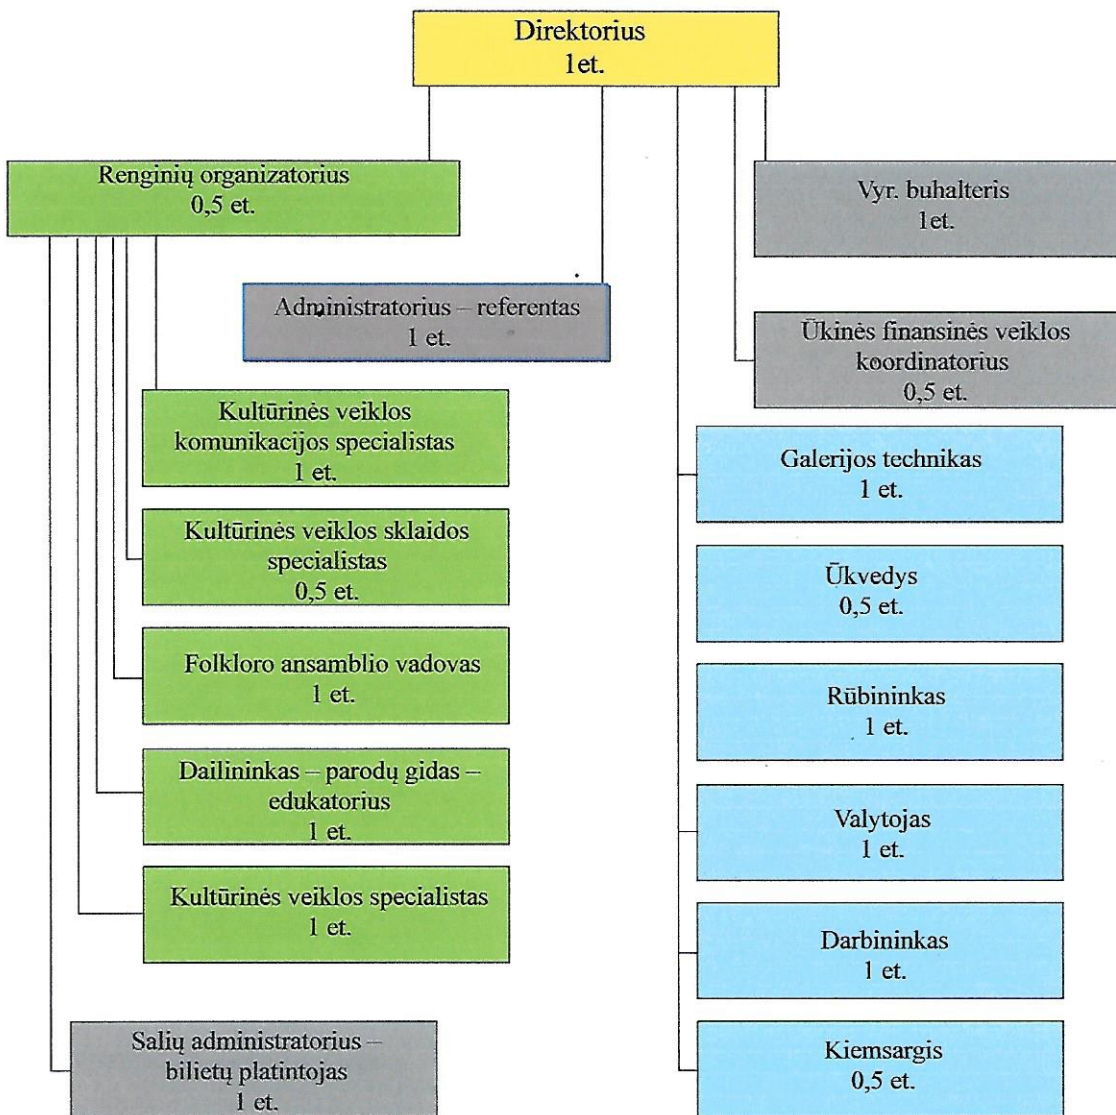 Direktorius
1et.
Renginių organizatorius
0,5 et.
Vyr. buhalteris
1et.
Administratorius – referentas
1 et.
Ūkinės finansinės veiklos
koordinatorius
0,5 et.
Kultūrinės veiklos
komunikacijos specialistas
1 et.
Kultūrinės veiklos sklaidos
specialistas
0,5 et.
Folkloro ansamblio vadovas
1 et.
Dailininkas – parodų gidas –
edukatorius
1 et.
Kultūrinės veiklos specialistas
1 et.
Salių administratorius –
bilietų platintojas
1 et.
Galerijos technikas
1 et.
Ūkvedys
0,5 et.
Rūbininkas
1 et.
Valytojas
1 et.
Darbininkas
1 et.
Kiemsargis
0,5 et.